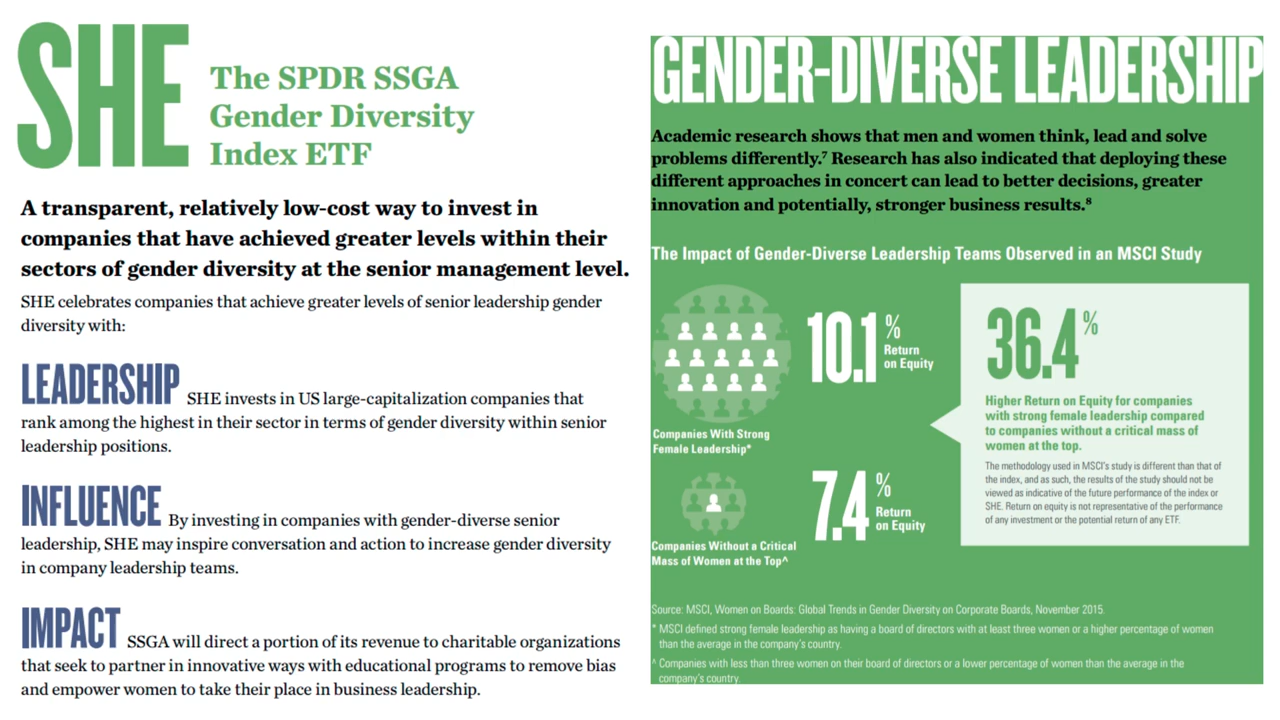 SHE
The SPDR SSGA
Gender Diversity
Index ETF
A transparent, relatively low-cost way to invest in
companies that have achieved greater levels within their
sectors of gender diversity at the senior management level.
SHE celebrates companies that achieve greater levels of senior leadership gender
diversity with:
LEADERSHIP SHE invests in US large-capitalization companies that
rank among the highest in their sector in terms of gender diversity within senior
leadership positions.
INFLUENCE By investing in companies with gender-diverse senior
leadership, SHE may inspire conversation and action to increase gender diversity
in company leadership teams.
IMPACT SSGA will direct a portion of its revenue to charitable organizations
that seek to partner in innovative ways with educational programs to remove bias
and empower women to take their place in business leadership.
GENDER-DIVERSE LEADERSHIP
Academic research shows that men and women think, lead and solve
problems differently.⁷ Research has also indicated that deploying these
different approaches in concert can lead to better decisions, greater
innovation and potentially, stronger business results.⁸
The Impact of Gender-Diverse Leadership Teams Observed in an MSCI Study
10.1%
Return
on Equity
Companies With Strong
Female Leadership*
7.4%
Return
on Equity
Companies Without a Critical
Mass of Women at the Top^
36.4%
Higher Return on Equity for companies
with strong female leadership compared
to companies without a critical mass of
women at the top.
The methodology used in MSCI's study is different than that of
the index, and as such, the results of the study should not be
viewed as indicative of the future performance of the index or
SHE. Return on equity is not representative of the performance
of any investment or the potential return of any ETF.
Source: MSCI, Women on Boards: Global Trends in Gender Diversity on Corporate Boards, November 2015.
* MSCI defined strong female leadership as having a board of directors with at least three women or a higher percentage of women
than the average in the company's country.
^ Companies with less than three women on their board of directors or a lower percentage of women than the average in the
company's country.